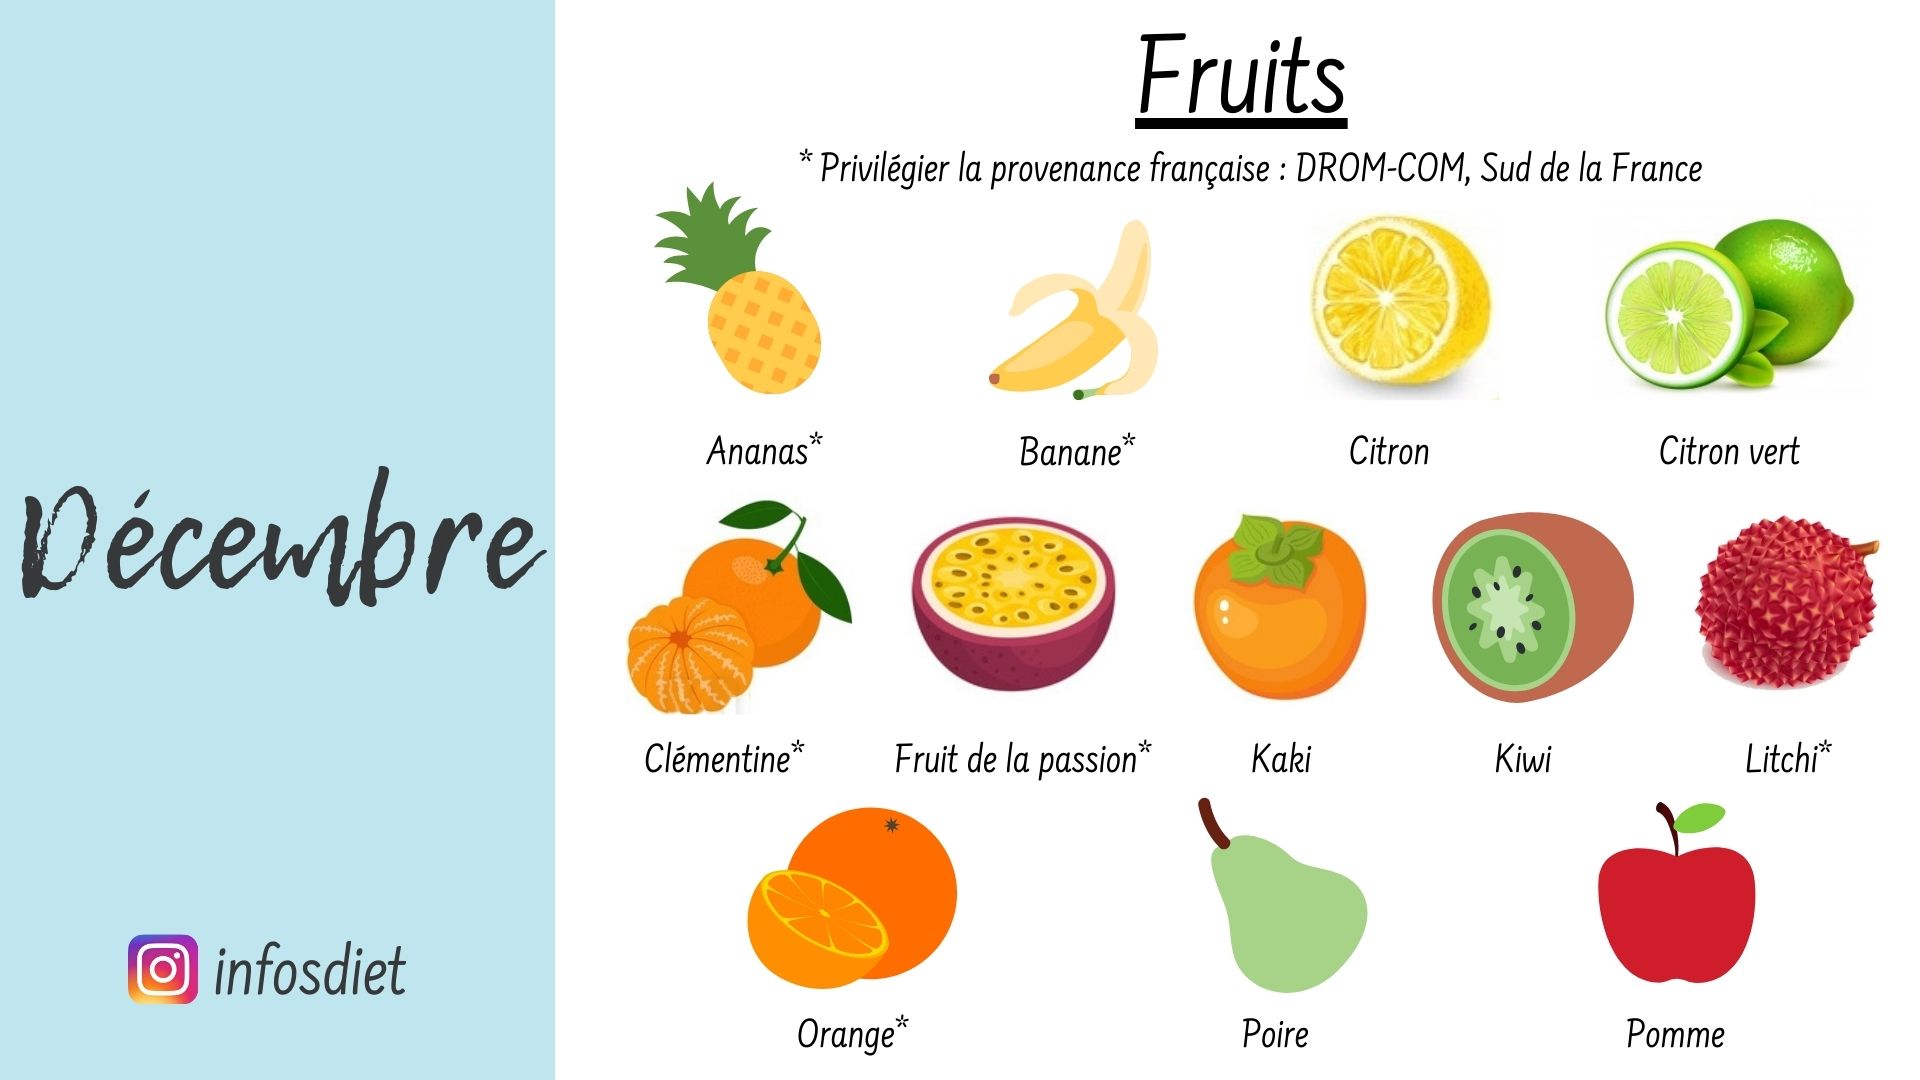 Décembre
infosdiet
Fruits
* Privilégier la provenance française : DROM-COM, Sud de la France
Ananas*
Banane*
Citron
Citron vert
Clémentine*
Fruit de la passion*
Kaki
Kiwi
Litchi*
Orange*
Poire
Pomme